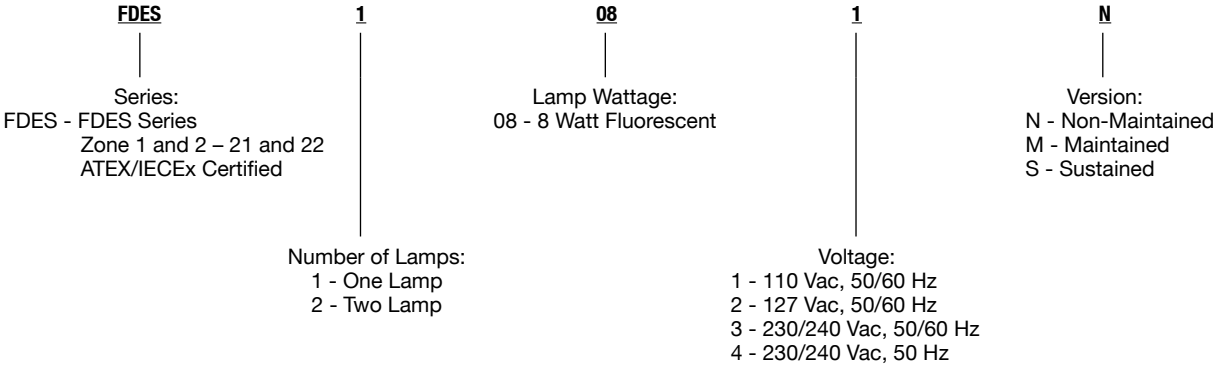 FDES 1 08 1 N
Series:
FDES - FDES Series
Zone 1 and 2 – 21 and 22
ATEX/IECEx Certified
Lamp Wattage:
08 - 8 Watt Fluorescent
Version:
N - Non-Maintained
M - Maintained
S - Sustained
Number of Lamps:
1 - One Lamp
2 - Two Lamp
Voltage:
1 - 110 Vac, 50/60 Hz
2 - 127 Vac, 50/60 Hz
3 - 230/240 Vac, 50/60 Hz
4 - 230/240 Vac, 50 Hz